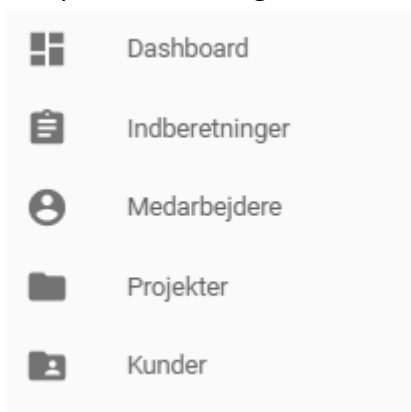 Dashboard
Indberetninger
Medarbejdere
Projekter
Kunder